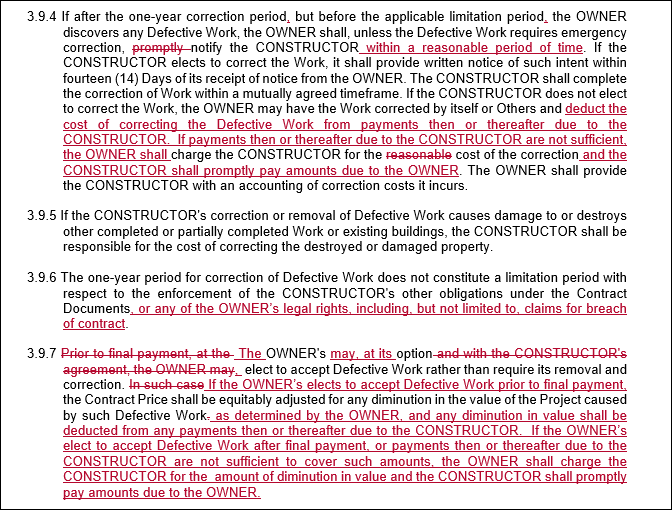 3.9.4 If after the one-year correction period, but before the applicable limitation period, the OWNER
discovers any Defective Work, the OWNER shall, unless the Defective Work requires emergency
correction, promptly notify the CONSTRUCTOR within a reasonable period of time. If the
CONSTRUCTOR elects to correct the Work, it shall provide written notice of such intent within
fourteen (14) Days of its receipt of notice from the OWNER. The CONSTRUCTOR shall complete
the correction of Work within a mutually agreed timeframe. If the CONSTRUCTOR does not elect
to correct the Work, the OWNER may have the Work corrected by itself or Others and deduct the
cost of correcting the Defective Work from payments then or thereafter due to the
CONSTRUCTOR. If payments then or thereafter due to the CONSTRUCTOR are not sufficient,
the OWNER shall charge the CONSTRUCTOR for the reasonable cost of the correction and the
CONSTRUCTOR shall promptly pay amounts due to the OWNER. The OWNER shall provide
the CONSTRUCTOR with an accounting of correction costs it incurs.
3.9.5 If the CONSTRUCTOR's correction or removal of Defective Work causes damage to or destroys
other completed or partially completed Work or existing buildings, the CONSTRUCTOR shall be
responsible for the cost of correcting the destroyed or damaged property.
3.9.6 The one-year period for correction of Defective Work does not constitute a limitation period with
respect to the enforcement of the CONSTRUCTOR's other obligations under the Contract
Documents, or any of the OWNER's legal rights, including, but not limited to, claims for breach
of contract.
3.9.7 Prior to final payment, at the The OWNER's may, at its option and with the CONSTRUCTOR's
agreement, the OWNER may, elect to accept Defective Work rather than require its removal and
correction. In such case If the OWNER's elects to accept Defective Work prior to final payment,
the Contract Price shall be equitably adjusted for any diminution in the value of the Project caused
by such Defective Work. as determined by the OWNER, and any diminution in value shall be
deducted from any payments then or thereafter due to the CONSTRUCTOR. If the OWNER's
elect to accept Defective Work after final payment, or payments then or thereafter due to the
CONSTRUCTOR are not sufficient to cover such amounts, the OWNER shall charge the
CONSTRUCTOR for the amount of diminution in value and the CONSTRUCTOR shall promptly
pay amounts due to the OWNER.